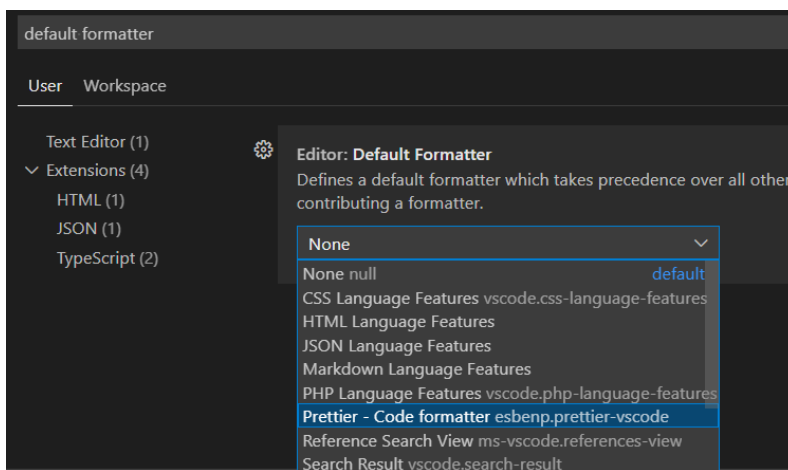 default formatter
User Workspace
Text Editor (1)
Extensions (4)
HTML (1)
JSON (1)
TypeScript (2)
Editor: Default Formatter
Defines a default formatter which takes precedence over all other
contributing a formatter.
None
None null default
CSS Language Features vscode.css-language-features
HTML Language Features
JSON Language Features
Markdown Language Features
PHP Language Features vscode.php-language-features
Prettier - Code formatter esbenp.prettier-vscode
Reference Search View ms-vscode.references-view
Search Result vscode.search-result